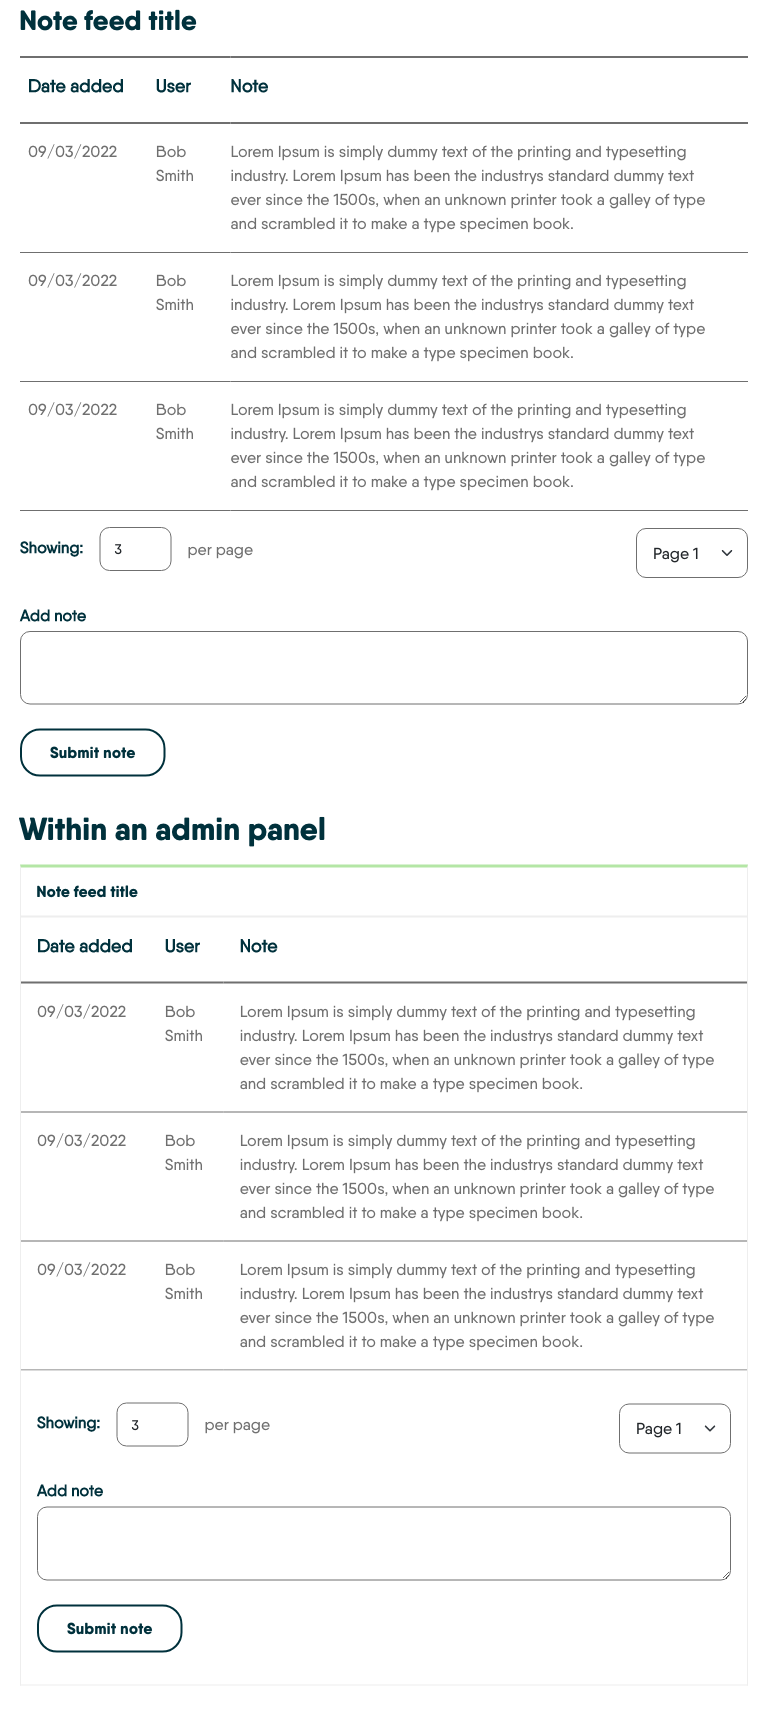 Note feed title
Date added User Note
09/03/2022 Bob Lorem Ipsum is simply dummy text of the printing and typesetting
Smith industry. Lorem Ipsum has been the industrys standard dummy text
ever since the 1500s, when an unknown printer took a galley of type
and scrambled it to make a type specimen book.
09/03/2022 Bob Lorem Ipsum is simply dummy text of the printing and typesetting
Smith industry. Lorem Ipsum has been the industrys standard dummy text
ever since the 1500s, when an unknown printer took a galley of type
and scrambled it to make a type specimen book.
09/03/2022 Bob Lorem Ipsum is simply dummy text of the printing and typesetting
Smith industry. Lorem Ipsum has been the industrys standard dummy text
ever since the 1500s, when an unknown printer took a galley of type
and scrambled it to make a type specimen book.
Showing: 3 per page Page 1
Add note
Submit note
Within an admin panel
Note feed title
Date added User Note
09/03/2022 Bob Lorem Ipsum is simply dummy text of the printing and typesetting
Smith industry. Lorem Ipsum has been the industrys standard dummy text
ever since the 1500s, when an unknown printer took a galley of type
and scrambled it to make a type specimen book.
09/03/2022 Bob Lorem Ipsum is simply dummy text of the printing and typesetting
Smith industry. Lorem Ipsum has been the industrys standard dummy text
ever since the 1500s, when an unknown printer took a galley of type
and scrambled it to make a type specimen book.
09/03/2022 Bob Lorem Ipsum is simply dummy text of the printing and typesetting
Smith industry. Lorem Ipsum has been the industrys standard dummy text
ever since the 1500s, when an unknown printer took a galley of type
and scrambled it to make a type specimen book.
Showing: 3 per page Page 1
Add note
Submit note